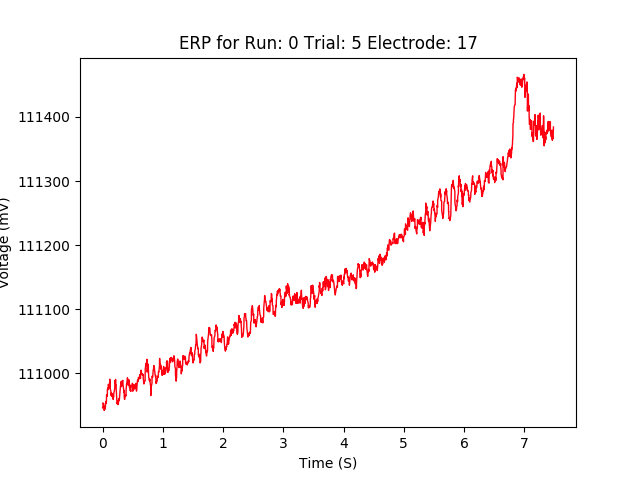 ERP for Run: 0 Trial: 5 Electrode: 17
Voltage (mV)
111400
111300
111200
111100
111000
0 1 2 3 4 5 6 7
Time (S)